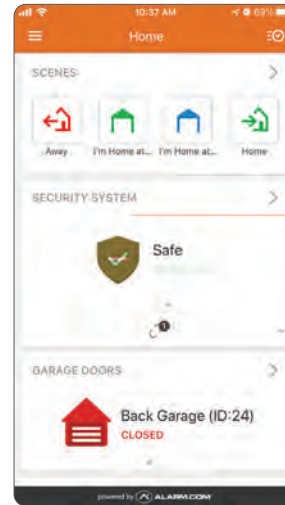 10:37 AM
69%
Home
SCENES
Away
I'm Home at...
I'm Home at...
Home
SECURITY SYSTEM
Safe
1
GARAGE DOORS
Back Garage (ID:24)
CLOSED
powered by ALARM.COM